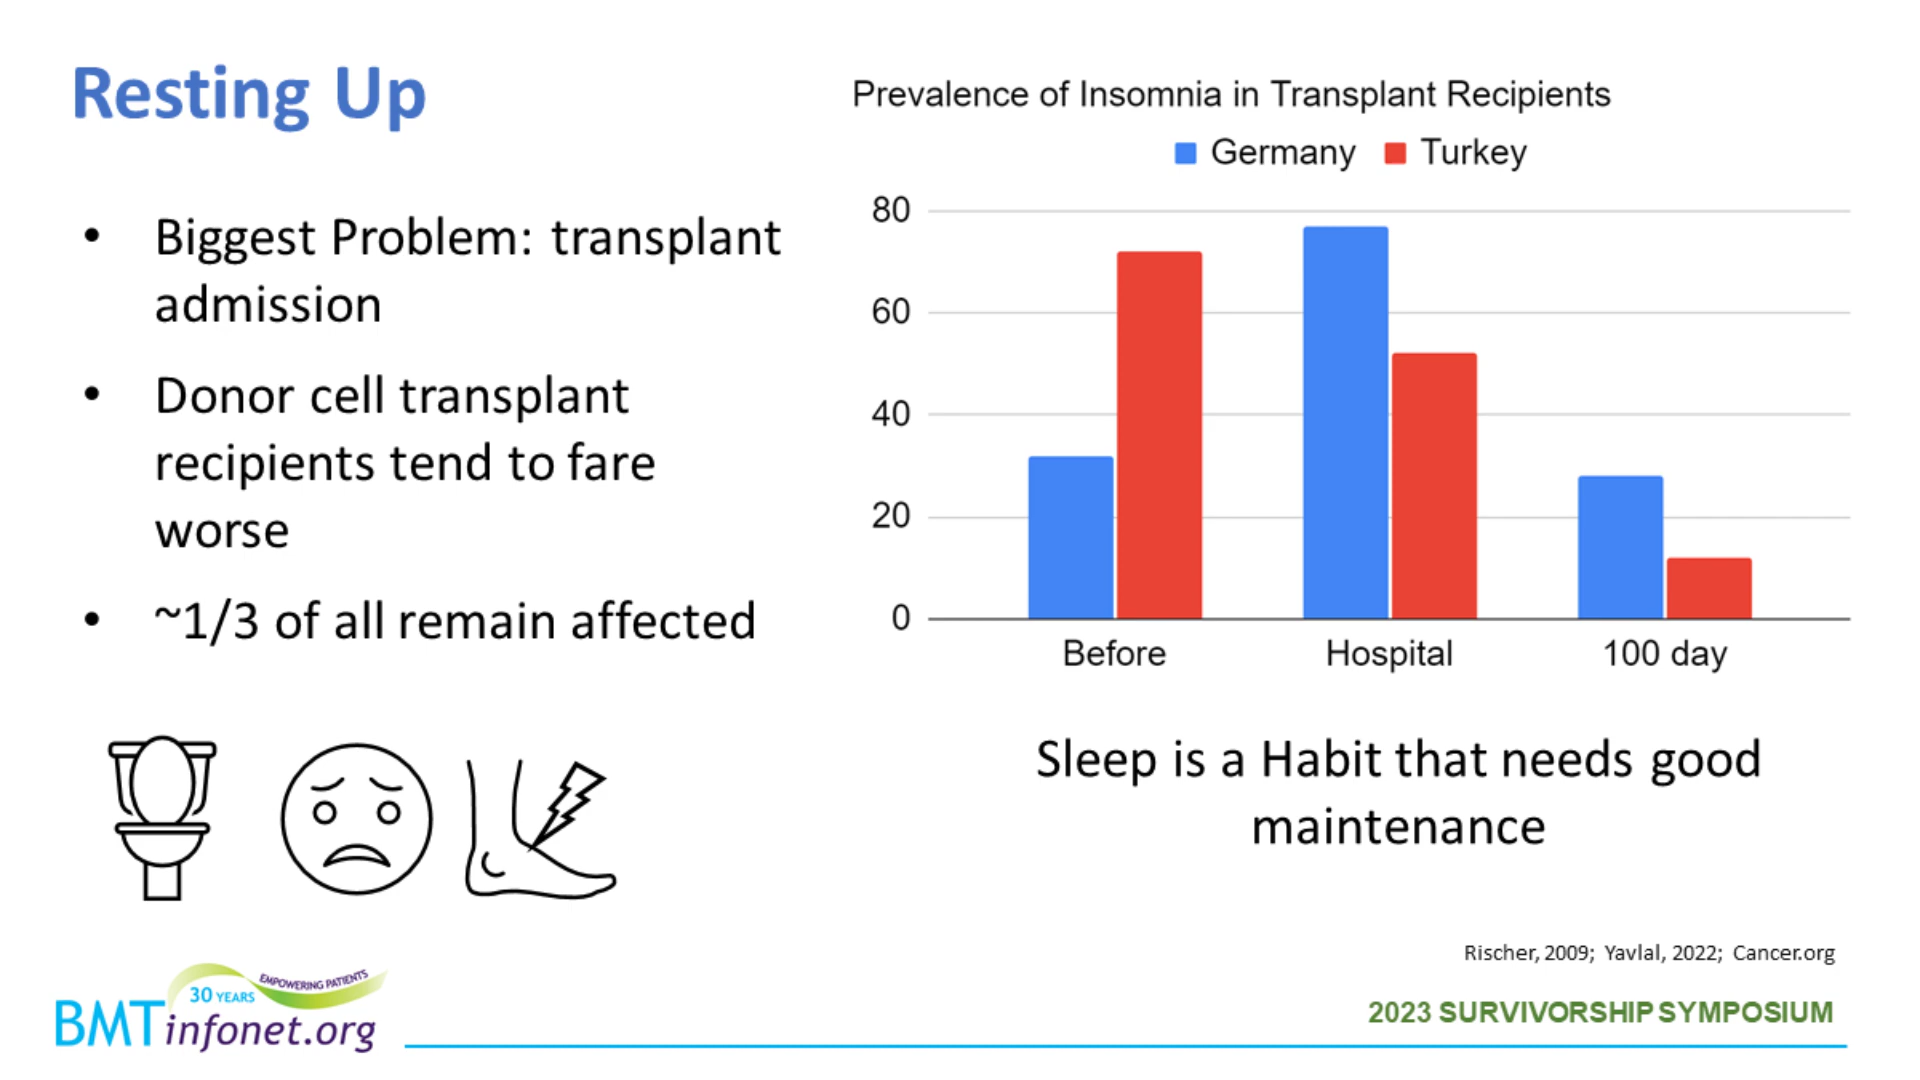 Resting Up
• Biggest Problem: transplant
admission
• Donor cell transplant
recipients tend to fare
worse
• ~1/3 of all remain affected
Prevalence of Insomnia in Transplant Recipients
Germany Turkey
80
60
40
20
0
Before Hospital 100 day
Sleep is a Habit that needs good
maintenance
Rischer, 2009; Yavlal, 2022; Cancer.org
30 YEARS EMPOWERING PATIENTS
BMTinfonet.org
2023 SURVIVORSHIP SYMPOSIUM